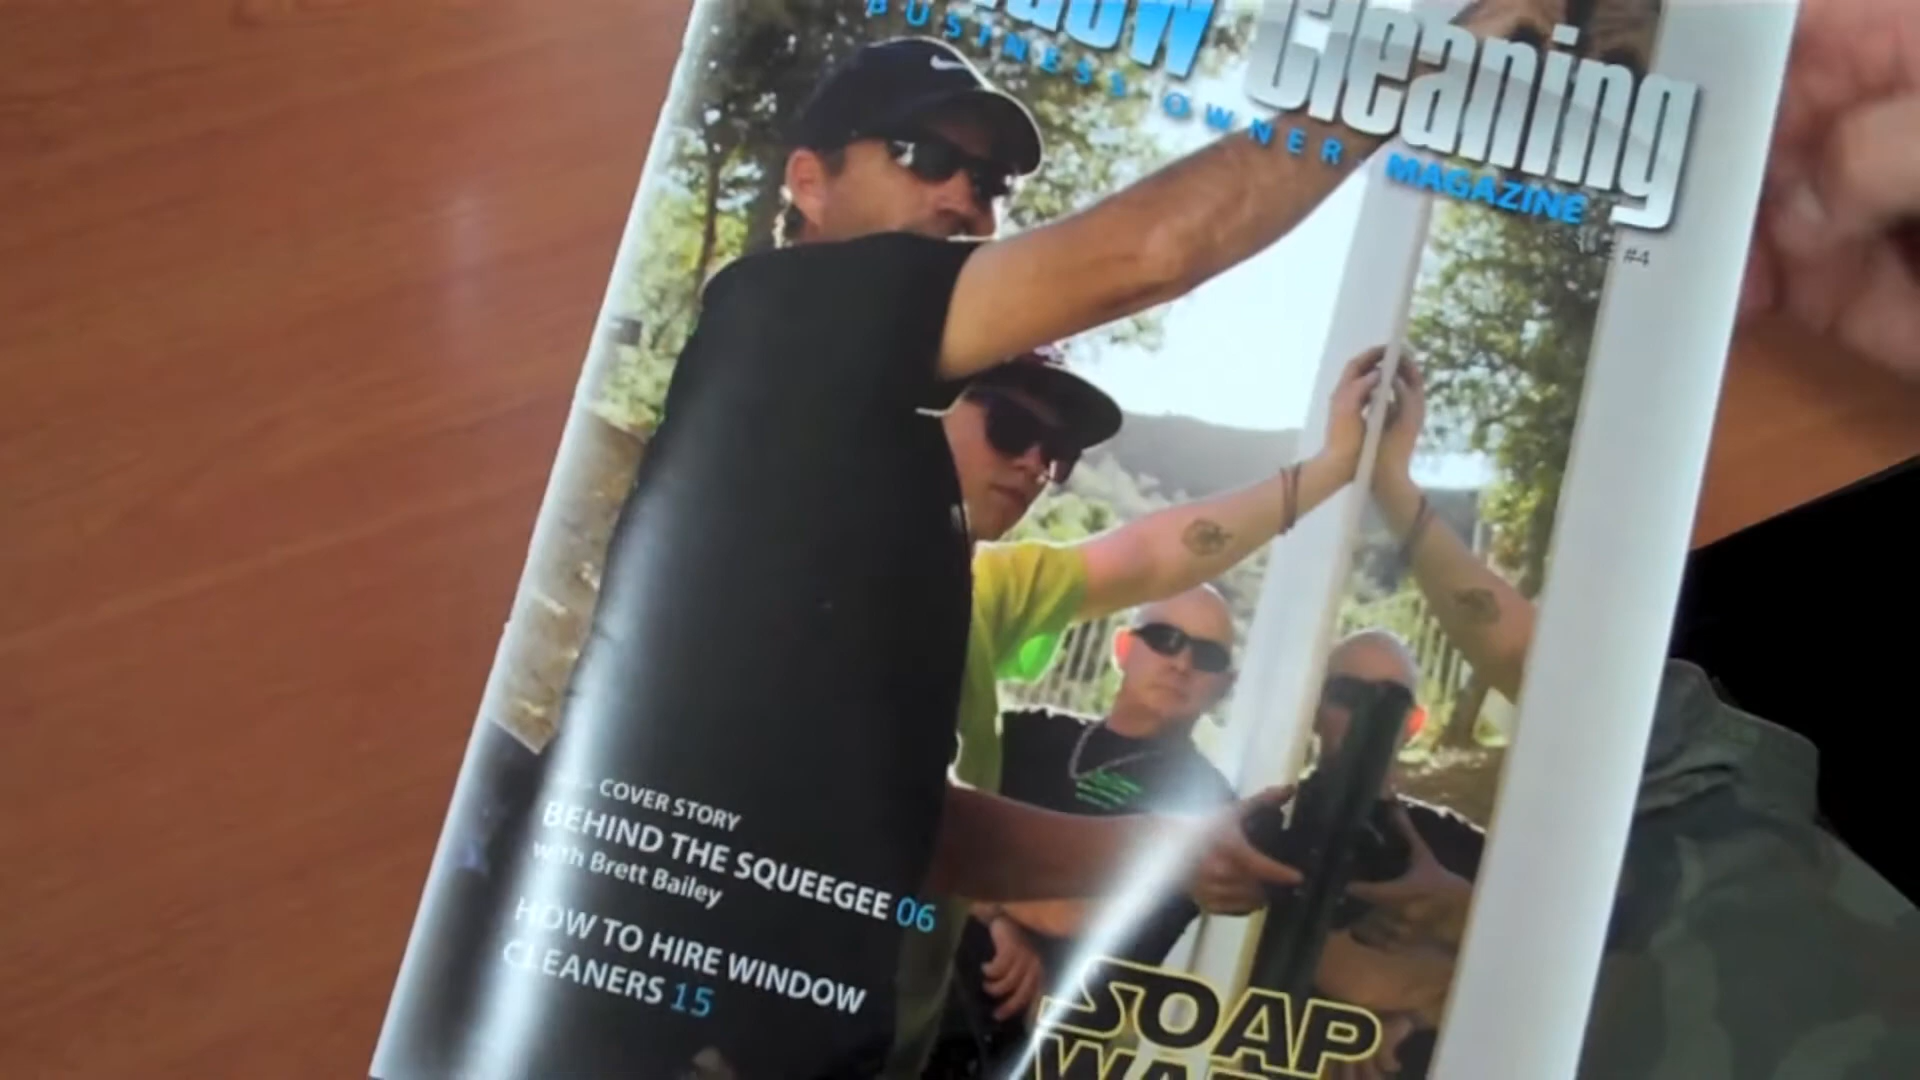 Cleaning
BUSINESS OWNER MAGAZINE
ISSUE #4
COVER STORY
BEHIND THE SQUEEGEE 06
with Brett Bailey
HOW TO HIRE WINDOW
CLEANERS 15
SOAP